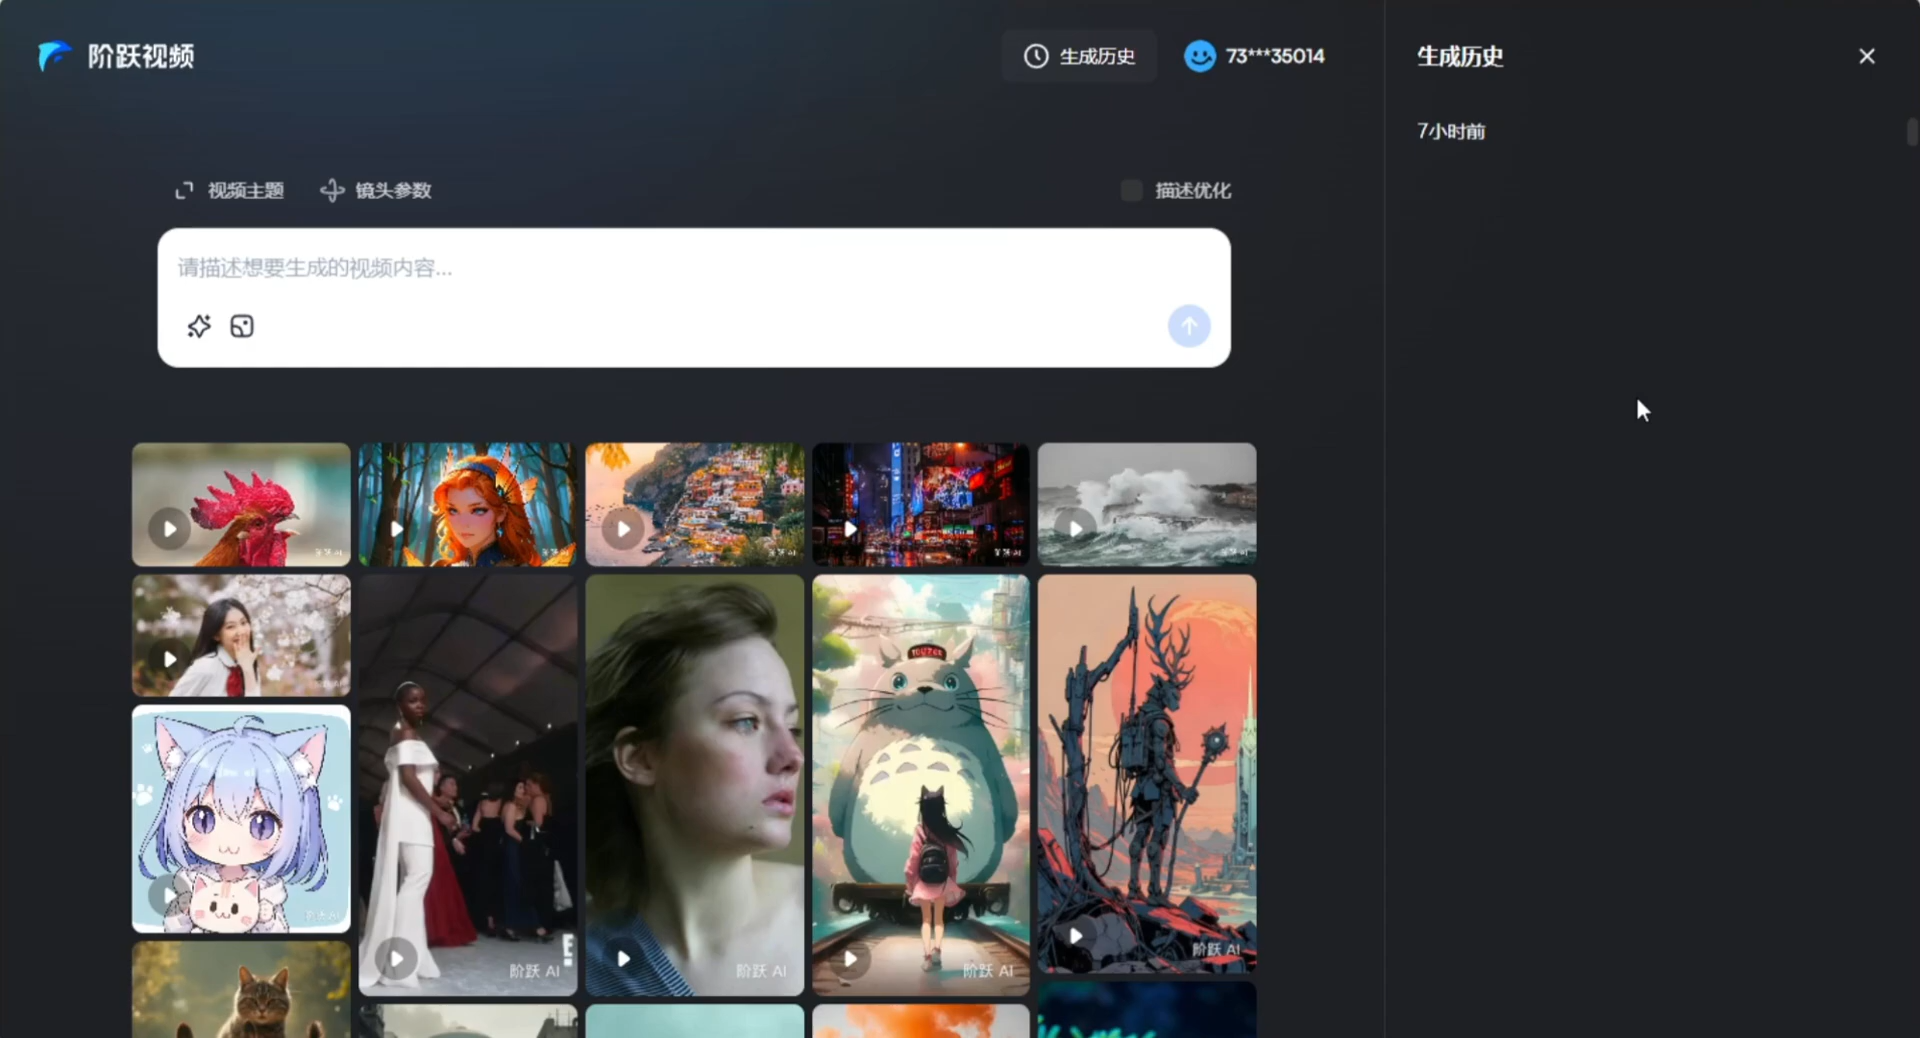 阶跃视频
生成历史
73***35014
生成历史
7小时前
视频主题
镜头参数
描述优化
请描述想要生成的视频内容...
阶跃 AI
阶跃 AI
阶跃 AI
阶跃 AI
E